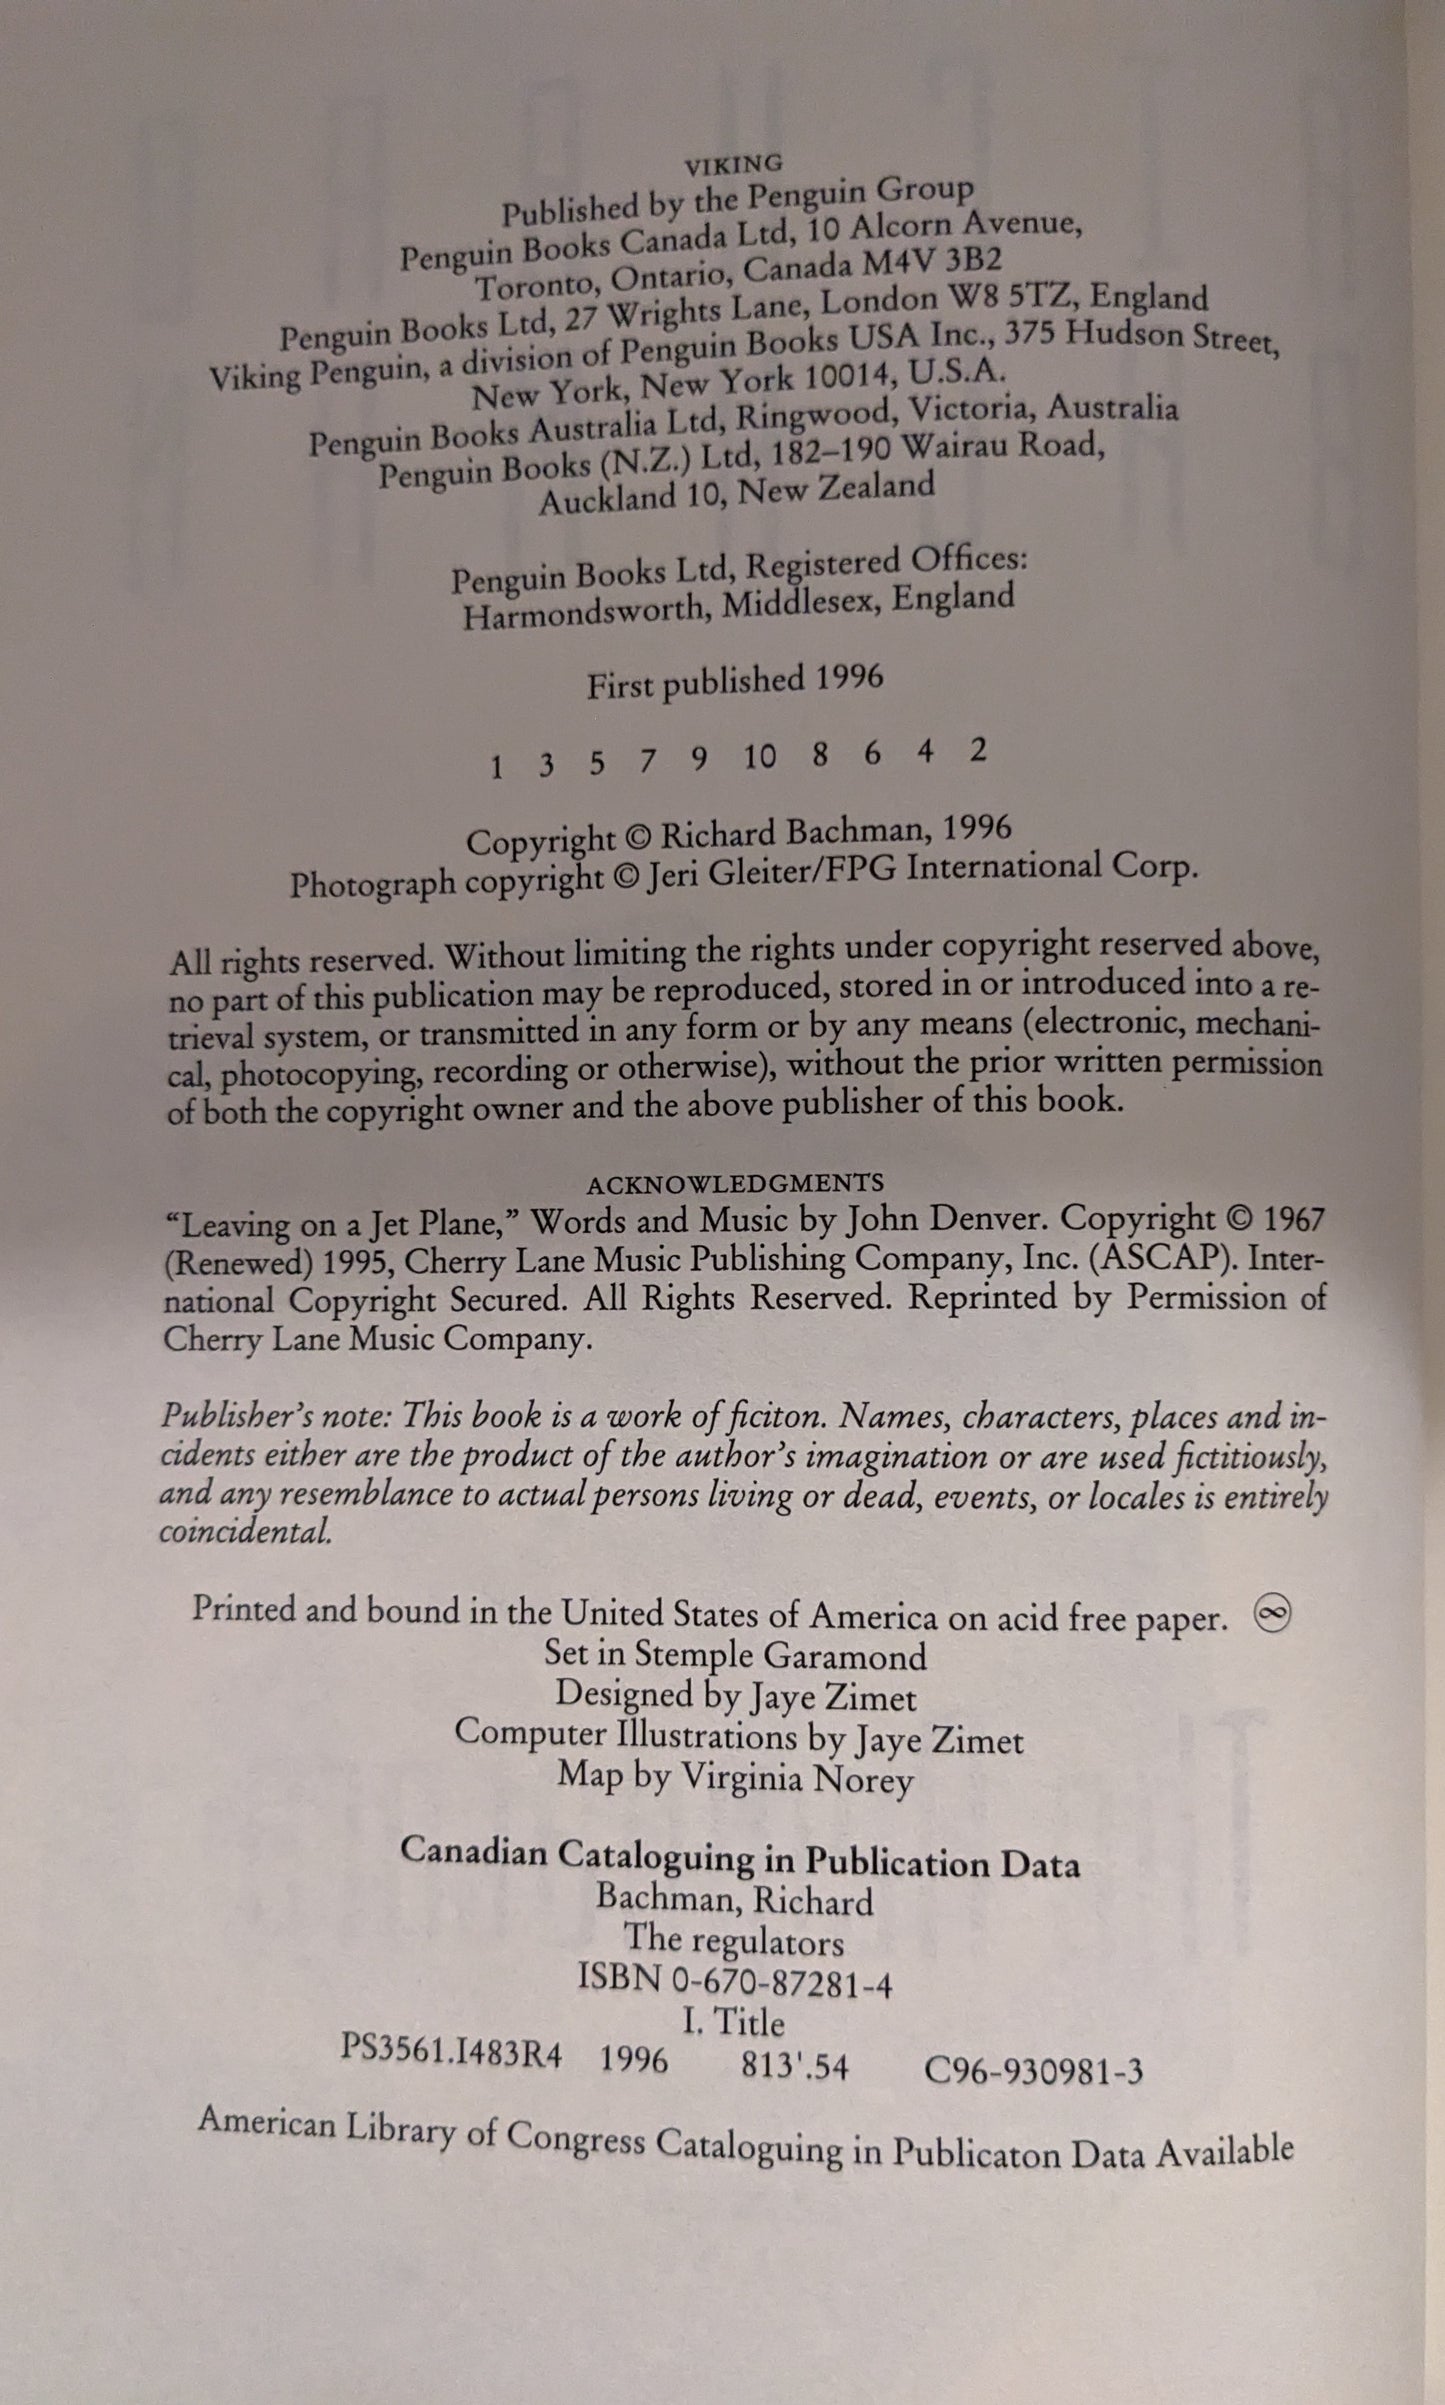 VIKING
Published by the Penguin Group
Penguin Books Canada Ltd, 10 Alcorn Avenue,
Toronto, Ontario, Canada M4V 3B2
Penguin Books Ltd, 27 Wrights Lane, London W8 5TZ, England
Viking Penguin, a division of Penguin Books USA Inc., 375 Hudson Street,
New York, New York 10014, U.S.A.
Penguin Books Australia Ltd, Ringwood, Victoria, Australia
Penguin Books (N.Z.) Ltd, 182–190 Wairau Road,
Auckland 10, New Zealand
Penguin Books Ltd, Registered Offices:
Harmondsworth, Middlesex, England
First published 1996
1 3 5 7 9 10 8 6 4 2
Copyright © Richard Bachman, 1996
Photograph copyright © Jeri Gleiter/FPG International Corp.
All rights reserved. Without limiting the rights under copyright reserved above,
no part of this publication may be reproduced, stored in or introduced into a re-
trieval system, or transmitted in any form or by any means (electronic, mechani-
cal, photocopying, recording or otherwise), without the prior written permission
of both the copyright owner and the above publisher of this book.
ACKNOWLEDGMENTS
“Leaving on a Jet Plane,” Words and Music by John Denver. Copyright © 1967
(Renewed) 1995, Cherry Lane Music Publishing Company, Inc. (ASCAP). Inter-
national Copyright Secured. All Rights Reserved. Reprinted by Permission of
Cherry Lane Music Company.
Publisher’s note: This book is a work of ficiton. Names, characters, places and in-
cidents either are the product of the author’s imagination or are used fictitiously,
and any resemblance to actual persons living or dead, events, or locales is entirely
coincidental.
Printed and bound in the United States of America on acid free paper. ♾
Set in Stemple Garamond
Designed by Jaye Zimet
Computer Illustrations by Jaye Zimet
Map by Virginia Norey
Canadian Cataloguing in Publication Data
Bachman, Richard
The regulators
ISBN 0-670-87281-4
I. Title
PS3561.I483R4 1996 813'.54 C96-930981-3
American Library of Congress Cataloguing in Publicaton Data Available